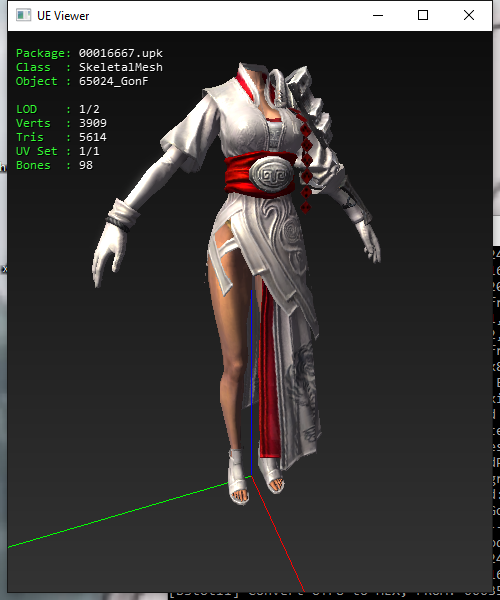 UE Viewer
Package: 00016667.upk
Class : SkeletalMesh
Object : 65024_GonF
LOD : 1/2
Verts : 3909
Tris : 5614
UV Set : 1/1
Bones : 98